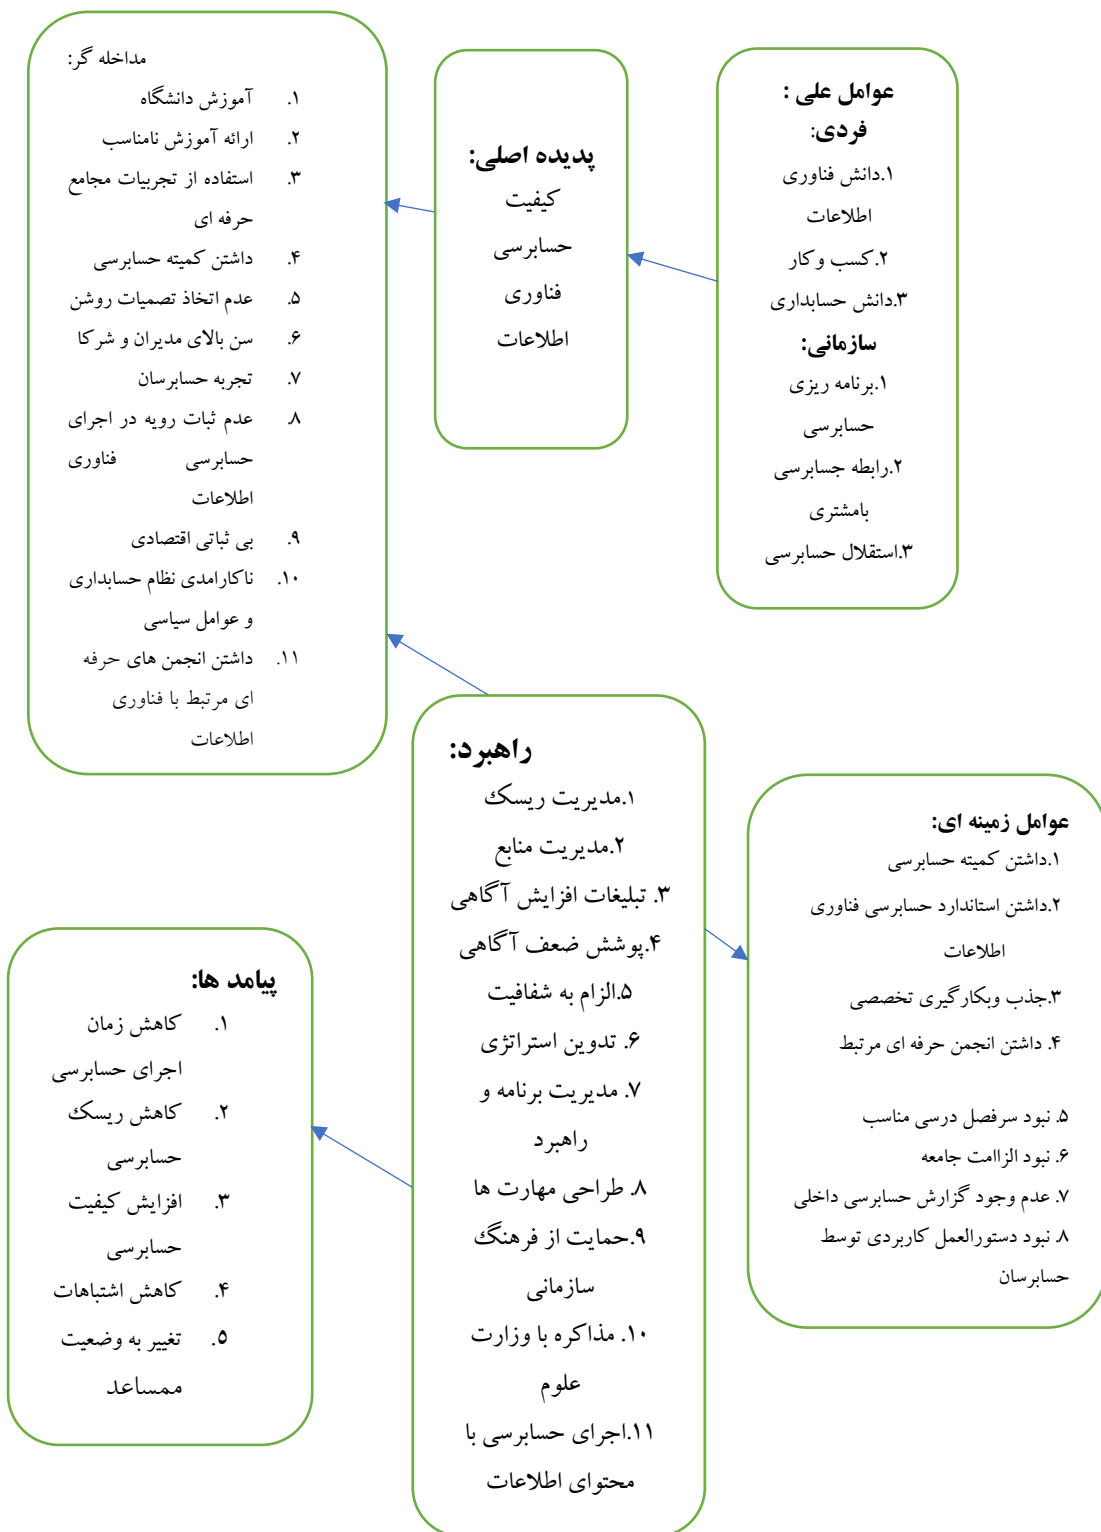 عوامل علی :
فردی:
۱.دانش فناوری
اطلاعات
۲.کسب وکار
۳.دانش حسابداری
سازمانی:
۱.برنامه ریزی
حسابرسی
۲.رابطه جسابرسی
بامشتری
۳.استقلال حسابرسی
پدیده اصلی:
کیفیت
حسابرسی
فناوری
اطلاعات
مداخله گر:
۱. آموزش دانشگاه
۲. ارائه آموزش نامناسب
۳. استفاده از تجربیات مجامع
حرفه ای
۴. داشتن کمیته حسابرسی
۵. عدم اتخاذ تصمیات روشن
۶. سن بالای مدیران و شرکا
۷. تجربه حسابرسان
۸. عدم ثبات رویه در اجرای
حسابرسی فناوری
اطلاعات
۹. بی ثباتی اقتصادی
۱۰. ناکارامدی نظام حسابداری
و عوامل سیاسی
۱۱. داشتن انجمن های حرفه
ای مرتبط با فناوری
اطلاعات
راهبرد:
۱.مدیریت ریسک
۲.مدیریت منابع
۳. تبلیغات افزایش آگاهی
۴.پوشش ضعف آگاهی
۵.الزام به شفافیت
۶. تدوین استراتژی
۷. مدیریت برنامه و
راهبرد
۸. طراحی مهارت ها
۹.حمایت از فرهنگ
سازمانی
۱۰. مذاکره با وزارت
علوم
۱۱.اجرای حسابرسی با
محتوای اطلاعات
عوامل زمینه ای:
۱.داشتن کمیته حسابرسی
۲.داشتن استاندارد حسابرسی فناوری
اطلاعات
۳.جذب وبکارگیری تخصصی
۴. داشتن انجمن حرفه ای مرتبط
۵. نبود سرفصل درسی مناسب
۶. نبود الزاامت جامعه
۷. عدم وجود گزارش حسابرسی داخلی
۸. نبود دستورالعمل کاربردی توسط
حسابرسان
پیامد ها:
۱. کاهش زمان
اجرای حسابرسی
۲. کاهش ریسک
حسابرسی
۳. افزایش کیفیت
حسابرسی
۴. کاهش اشتباهات
۵. تغییر به وضعیت
ممساعد